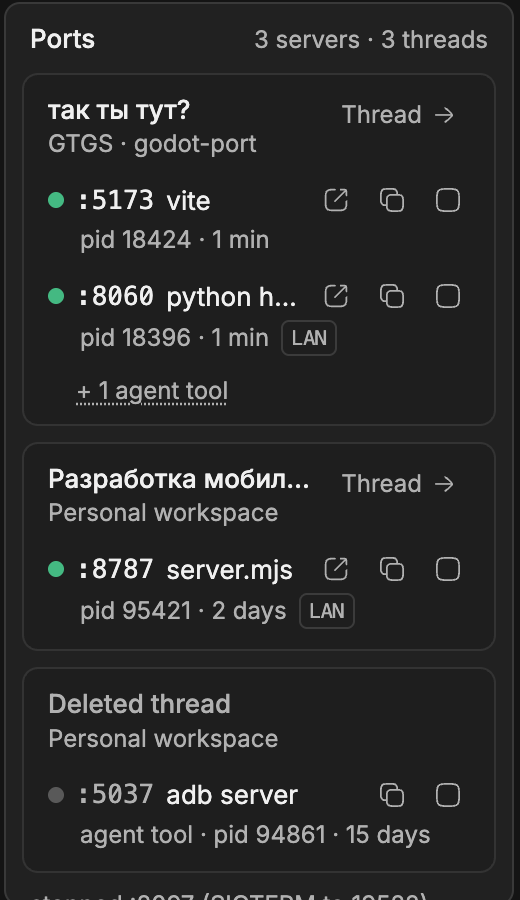 Ports 3 servers · 3 threads
так ты тут? Thread →
GTGS · godot-port
:5173 vite
pid 18424 · 1 min
:8060 python h...
pid 18396 · 1 min LAN
+ 1 agent tool
Разработка мобил... Thread →
Personal workspace
:8787 server.mjs
pid 95421 · 2 days LAN
Deleted thread
Personal workspace
:5037 adb server
agent tool · pid 94861 · 15 days